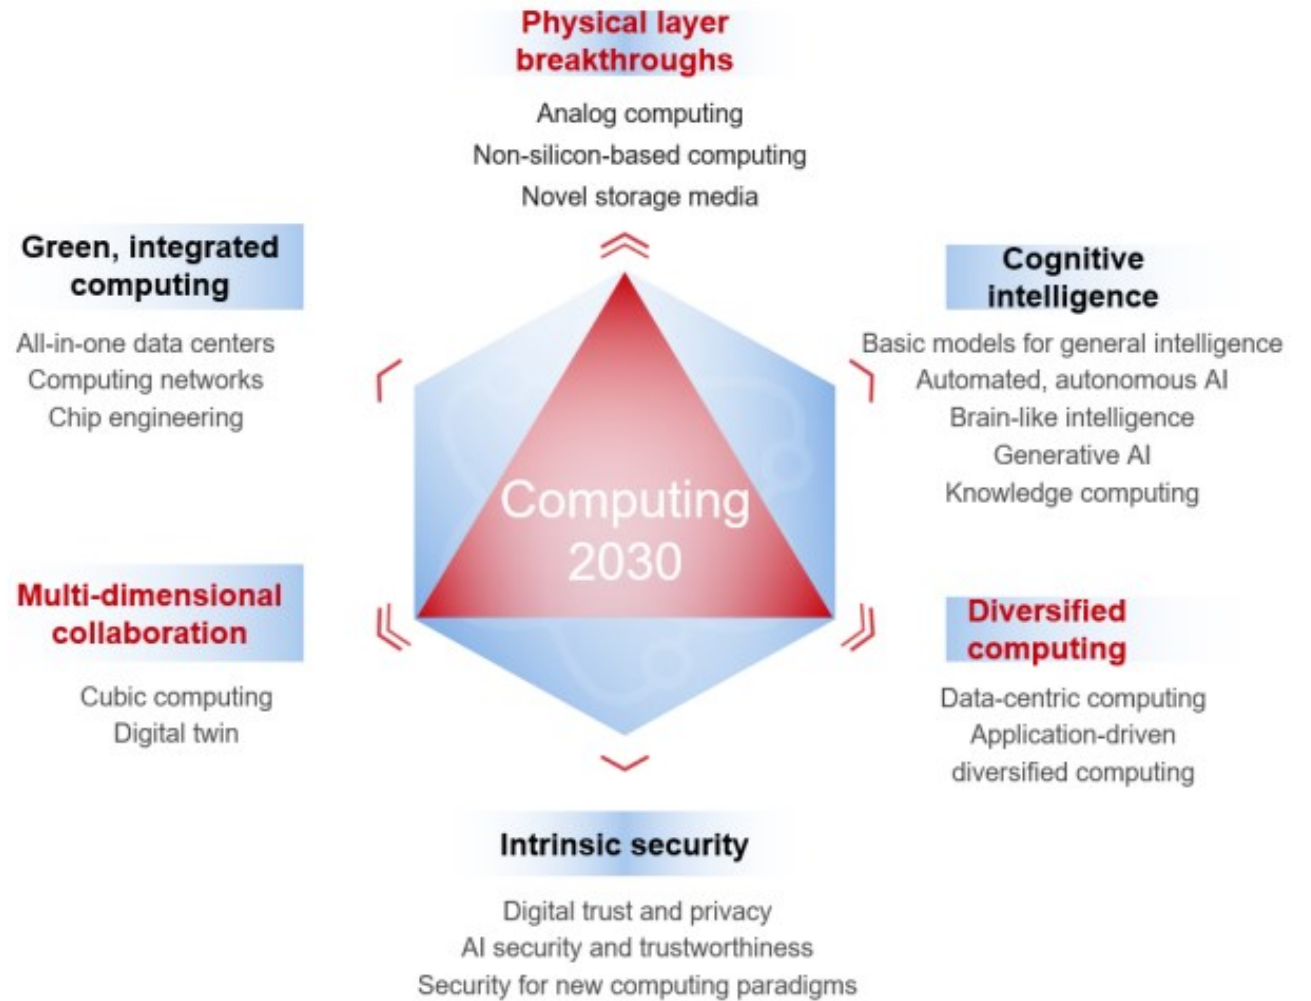 Physical layer
breakthroughs
Analog computing
Non-silicon-based computing
Novel storage media
Green, integrated
computing
All-in-one data centers
Computing networks
Chip engineering
Cognitive
intelligence
Basic models for general intelligence
Automated, autonomous AI
Brain-like intelligence
Generative AI
Knowledge computing
Computing
2030
Multi-dimensional
collaboration
Cubic computing
Digital twin
Diversified
computing
Data-centric computing
Application-driven
diversified computing
Intrinsic security
Digital trust and privacy
AI security and trustworthiness
Security for new computing paradigms